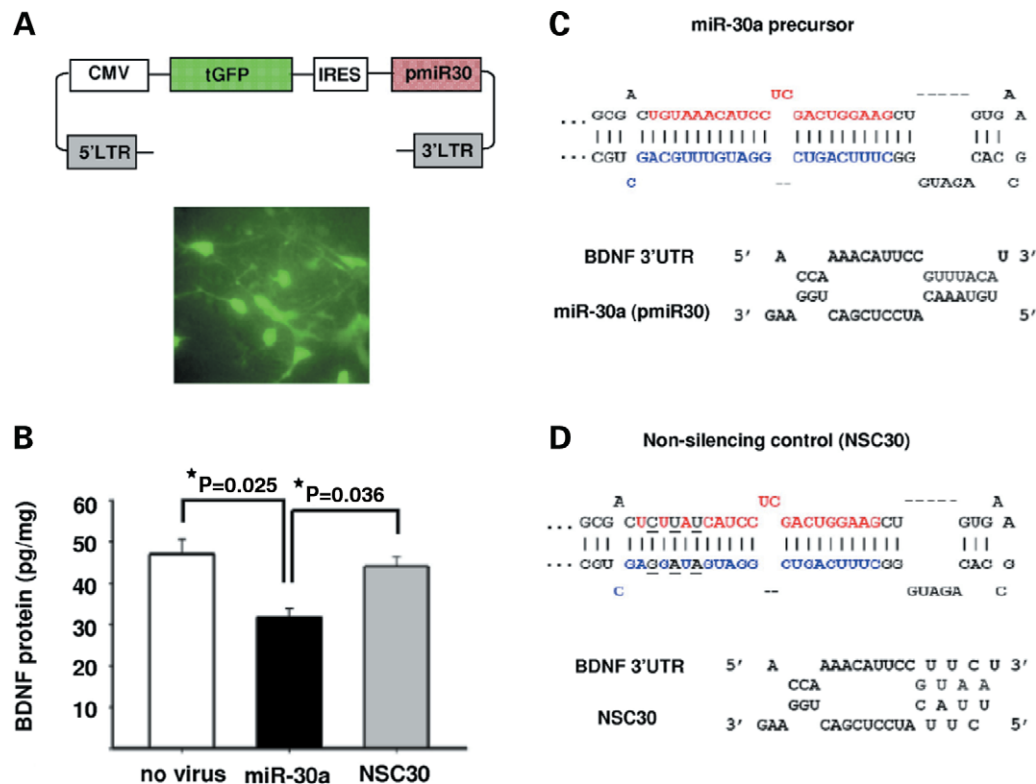 A
CMV tGFP IRES pmiR30
5'LTR 3'LTR
B
★P=0.025 ★P=0.036
BDNF protein (pg/mg)
60
50
40
30
20
10
no virus miR-30a NSC30
C
miR-30a precursor
A UC ----- A
... GCG CUGUAAACAUCC GACUGGAAGCU GUG A
... CGU GACGUUUGUAGG CUGACUUUCGG CAC G
C -- GUAGA C
BDNF 3'UTR 5' A AAACAUUCC U 3'
CCA GUUUACA
GGU CAAAUGU
miR-30a (pmiR30) 3' GAA CAGCUCCUA 5'
D
Non-silencing control (NSC30)
A UC ----- A
... GCG CUCUUAUCAUCC GACUGGAAGCU GUG A
... CGU GAGGAUAGUAGG CUGACUUUCGG CAC G
C -- GUAGA C
BDNF 3'UTR 5' A AAACAUUCC U U C U 3'
CCA G U A A
GGU C A U U
NSC30 3' GAA CAGCUCCUA U U C 5'